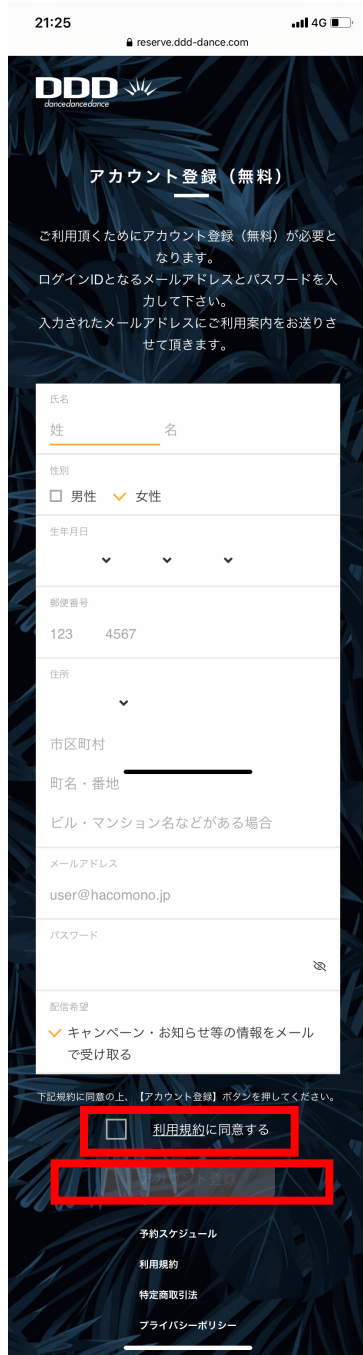 21:25
4G
reserve.ddd-dance.com
DDD
dancedancedance
アカウント登録（無料）
ご利用頂くためにアカウント登録（無料）が必要と
なります。
ログインIDとなるメールアドレスとパスワードを入
力して下さい。
入力されたメールアドレスにご利用案内をお送りさ
せて頂きます。
氏名
姓 名
性別
男性 女性
生年月日
郵便番号
123 4567
住所
市区町村
町名・番地
ビル・マンション名などがある場合
メールアドレス
user@hacomono.jp
パスワード
配信希望
キャンペーン・お知らせ等の情報をメール
で受け取る
下記規約に同意の上、【アカウント登録】ボタンを押してください。
利用規約に同意する
アカウント登録
予約スケジュール
利用規約
特定商取引法
プライバシーポリシー